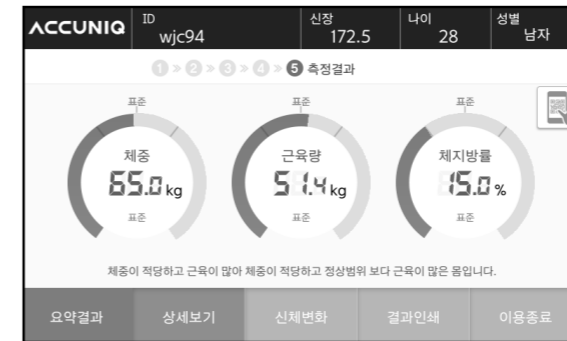 ACCUNIQ ID wjc94 신장 172.5 나이 28 성별 남자
1 » 2 » 3 » 4 » 5 측정결과
표준 표준 표준
체중 근육량 체지방률
65.0 kg 51.4 kg 15.0 %
표준 표준 표준
체중이 적당하고 근육이 많아 체중이 적당하고 정상범위 보다 근육이 많은 몸입니다.
요약결과 상세보기 신체변화 결과인쇄 이용종료